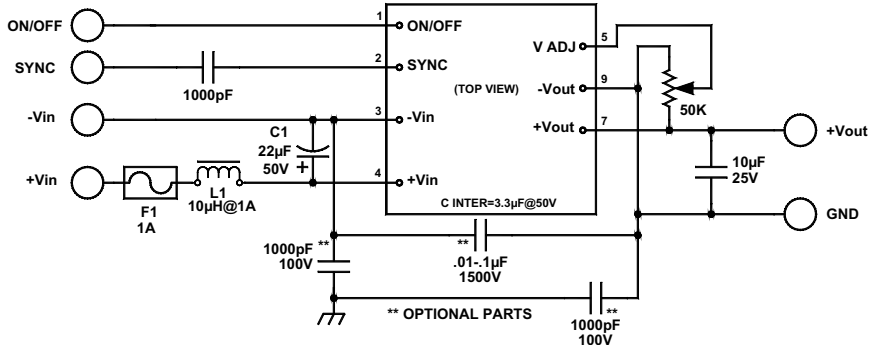 ON/OFF
1
ON/OFF
SYNC
1000pF
2
SYNC
(TOP VIEW)
V ADJ
5
-Vout
9
+Vout
7
50K
-Vin
3
-Vin
C1
22µF
50V
+
+Vin
F1
1A
L1
10µH@1A
4
+Vin
C INTER=3.3µF@50V
10µF
25V
+Vout
GND
1000pF
100V
**
**
.01-.1µF
1500V
** OPTIONAL PARTS
**
1000pF
100V